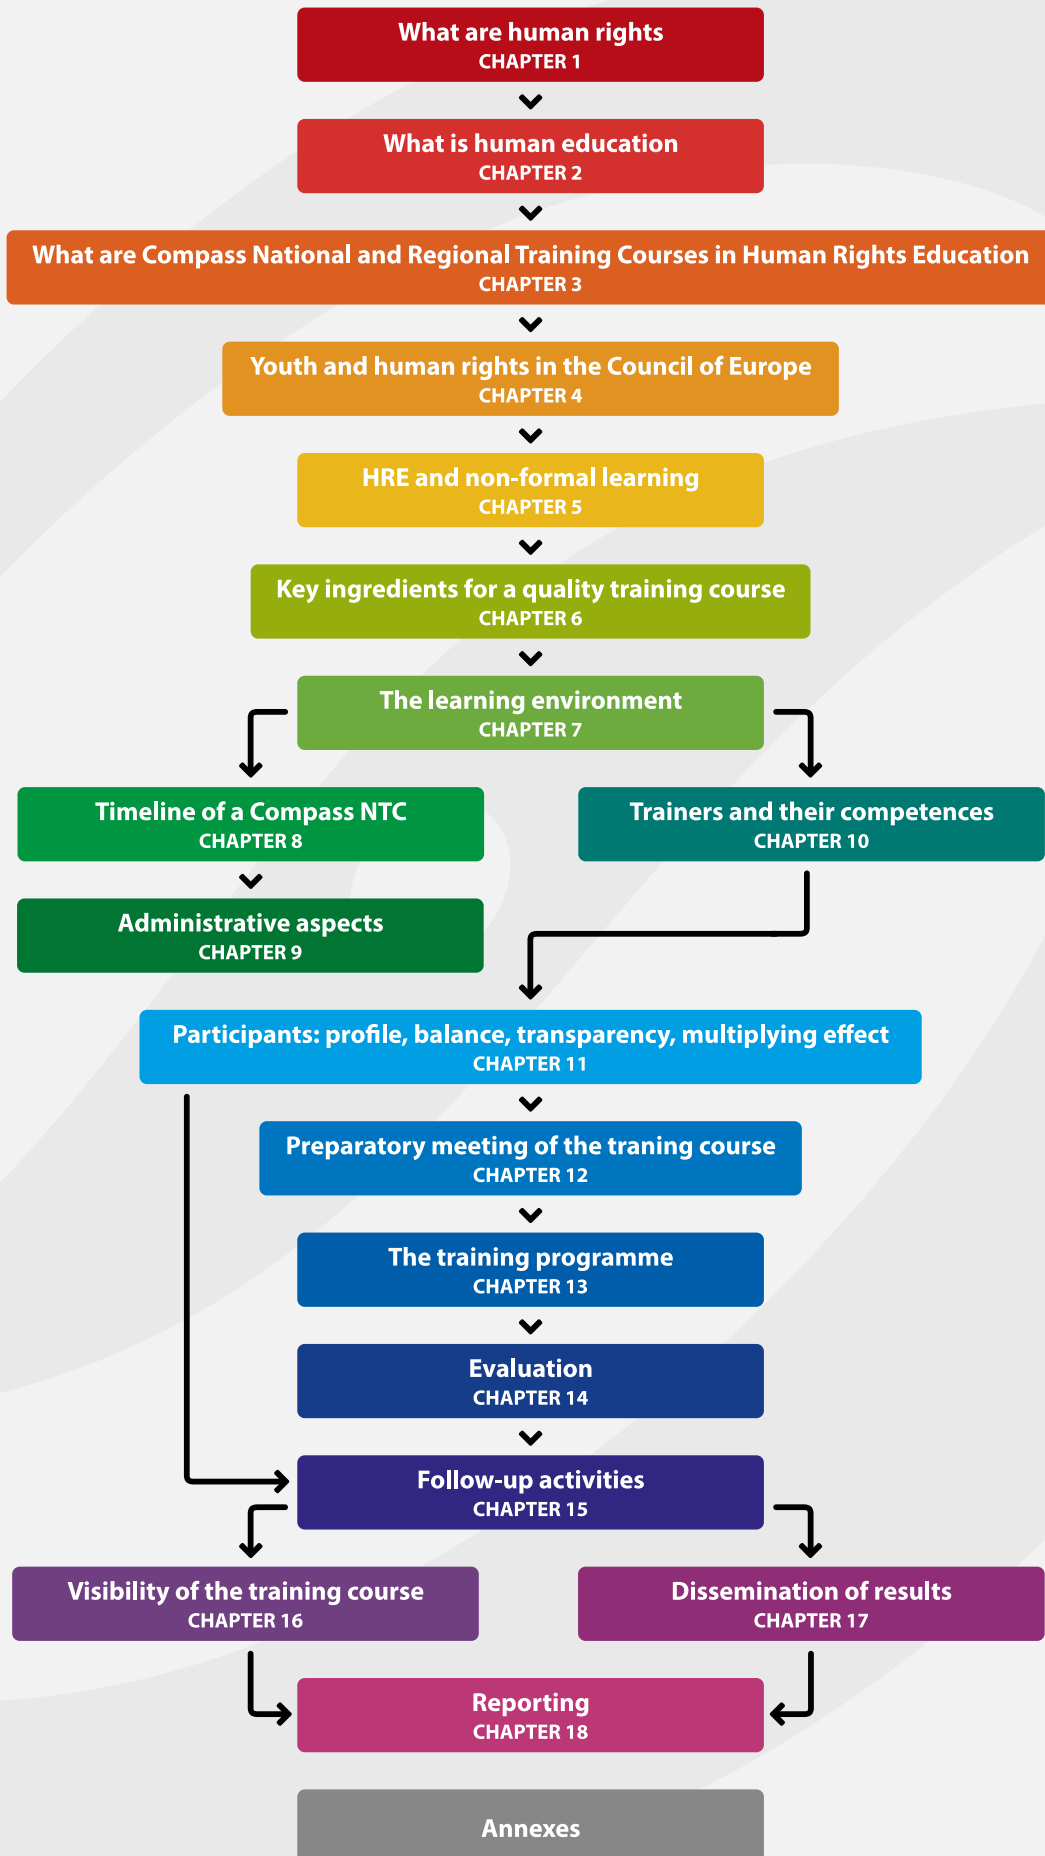 What are human rights
CHAPTER 1
What is human education
CHAPTER 2
What are Compass National and Regional Training Courses in Human Rights Education
CHAPTER 3
Youth and human rights in the Council of Europe
CHAPTER 4
HRE and non-formal learning
CHAPTER 5
Key ingredients for a quality training course
CHAPTER 6
The learning environment
CHAPTER 7
Timeline of a Compass NTC
CHAPTER 8
Trainers and their competences
CHAPTER 10
Administrative aspects
CHAPTER 9
Participants: profile, balance, transparency, multiplying effect
CHAPTER 11
Preparatory meeting of the traning course
CHAPTER 12
The training programme
CHAPTER 13
Evaluation
CHAPTER 14
Follow-up activities
CHAPTER 15
Visibility of the training course
CHAPTER 16
Dissemination of results
CHAPTER 17
Reporting
CHAPTER 18
Annexes